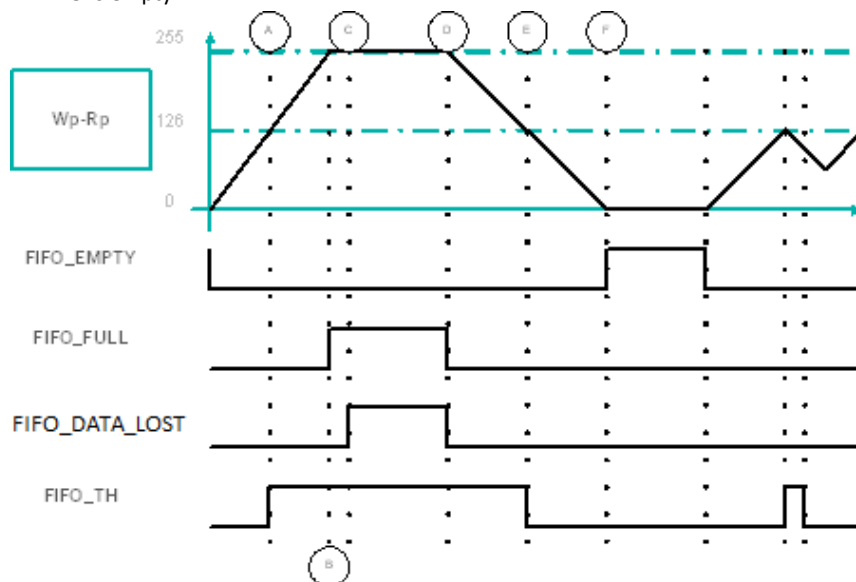 255
A
C
D
E
F
Wp-Rp
126
0
FIFO_EMPTY
FIFO_FULL
FIFO_DATA_LOST
FIFO_TH
B